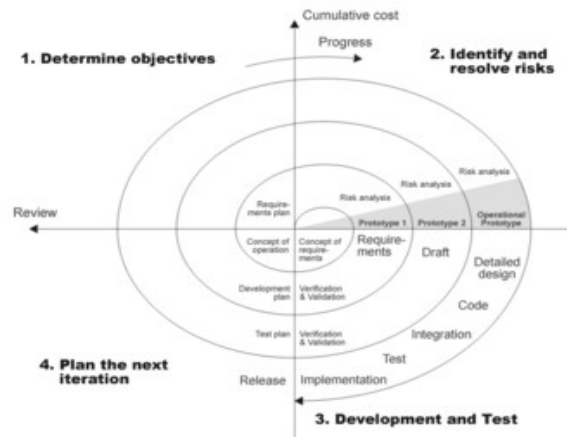 Cumulative cost
Progress
1. Determine objectives
2. Identify and
resolve risks
Risk analysis
Risk analysis
Risk analysis
Require-
ments plan
Review
Prototype 1
Prototype 2
Operational
Prototype
Concept of
operation
Concept of
require-
ments
Require-
ments
Draft
Detailed
design
Development
plan
Verification
& Validation
Code
Test plan
Verification
& Validation
Integration
Test
4. Plan the next
iteration
Release
Implementation
3. Development and Test